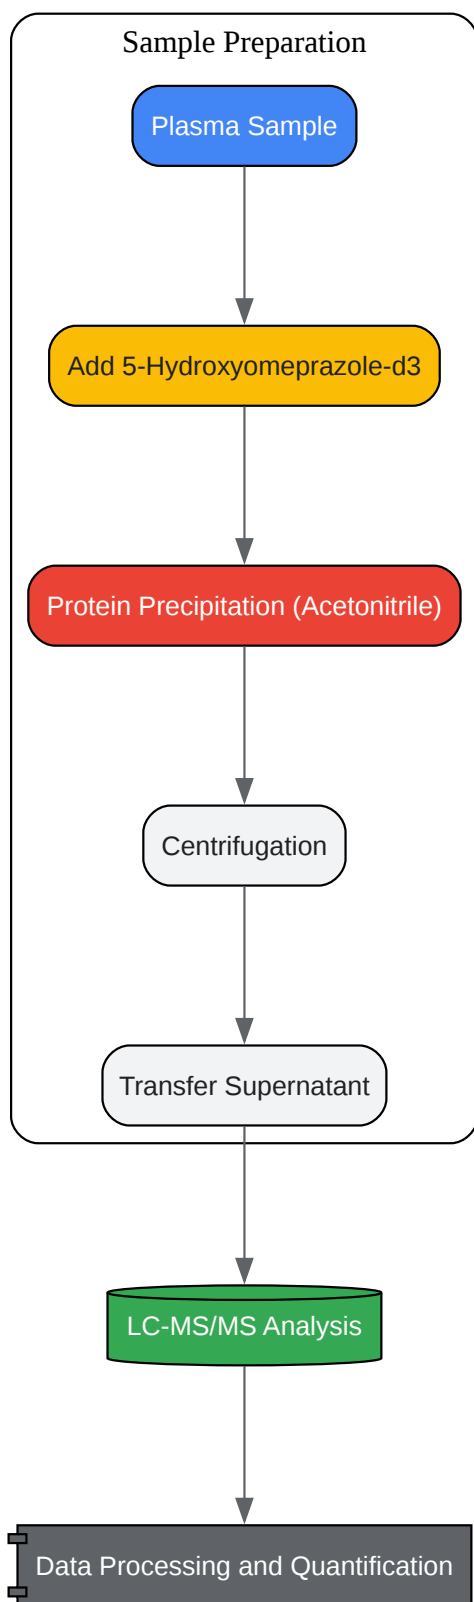 Sample Preparation
Plasma Sample
Add 5-Hydroxyomeprazole-d3
Protein Precipitation (Acetonitrile)
Centrifugation
Transfer Supernatant
LC-MS/MS Analysis
Data Processing and Quantification